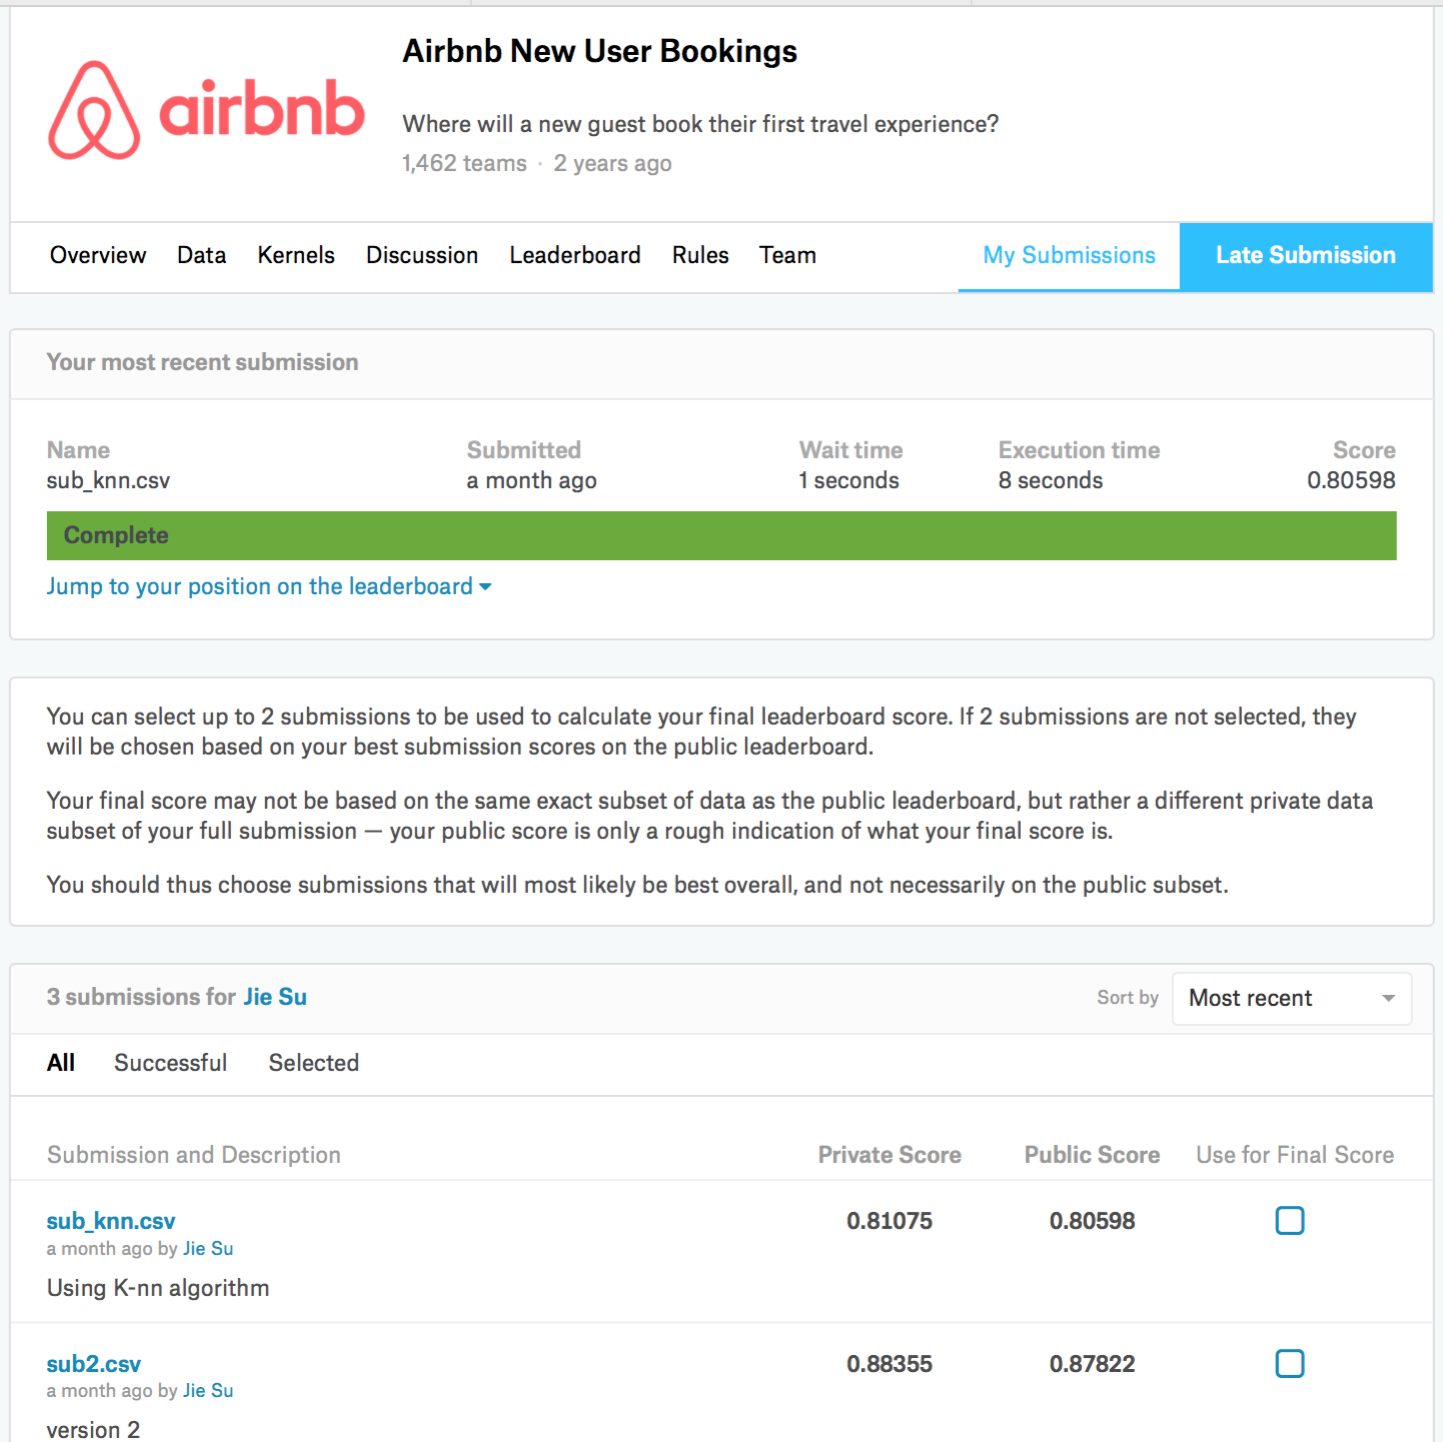 Airbnb New User Bookings
airbnb
Where will a new guest book their first travel experience?
1,462 teams · 2 years ago
Overview Data Kernels Discussion Leaderboard Rules Team My Submissions Late Submission
Your most recent submission
Name Submitted Wait time Execution time Score
sub_knn.csv a month ago 1 seconds 8 seconds 0.80598
Complete
Jump to your position on the leaderboard
You can select up to 2 submissions to be used to calculate your final leaderboard score. If 2 submissions are not selected, they
will be chosen based on your best submission scores on the public leaderboard.
Your final score may not be based on the same exact subset of data as the public leaderboard, but rather a different private data
subset of your full submission — your public score is only a rough indication of what your final score is.
You should thus choose submissions that will most likely be best overall, and not necessarily on the public subset.
3 submissions for Jie Su Sort by Most recent
All Successful Selected
Submission and Description Private Score Public Score Use for Final Score
sub_knn.csv 0.81075 0.80598
a month ago by Jie Su
Using K-nn algorithm
sub2.csv 0.88355 0.87822
a month ago by Jie Su
version 2